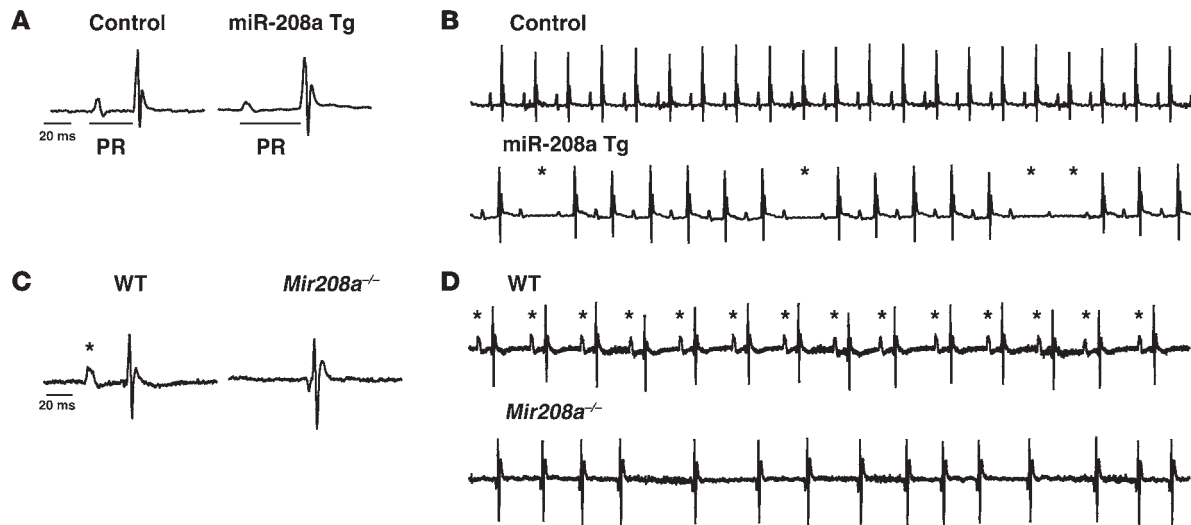 A
Control
miR-208a Tg
20 ms
PR
PR
B
Control
miR-208a Tg
* * * *
C
WT
Mir208a–/–
*
20 ms
D
WT
* * * * * * * * * * * * * *
Mir208a–/–